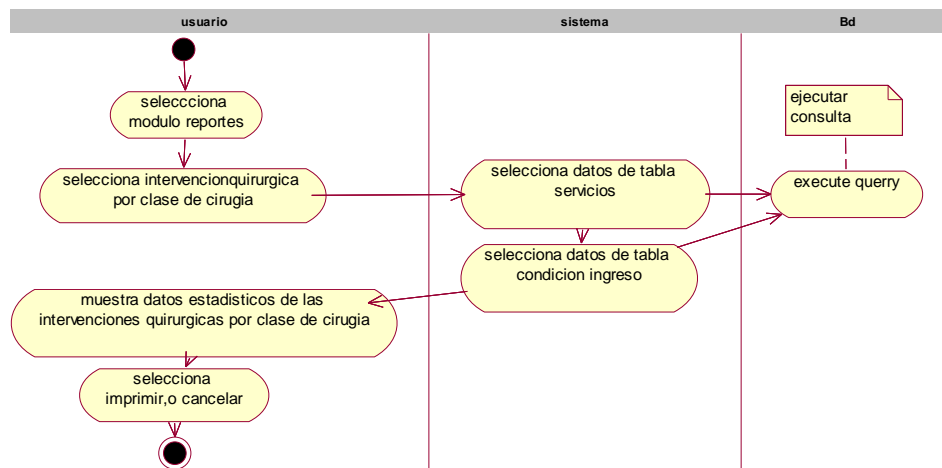 usuario
sistema
Bd
seleccciona
modulo reportes
ejecutar
consulta
selecciona intervencionquirurgica
por clase de cirugia
selecciona datos de tabla
servicios
execute querry
selecciona datos de tabla
condicion ingreso
muestra datos estadisticos de las
intervenciones quirurgicas por clase de cirugia
selecciona
imprimir,o cancelar